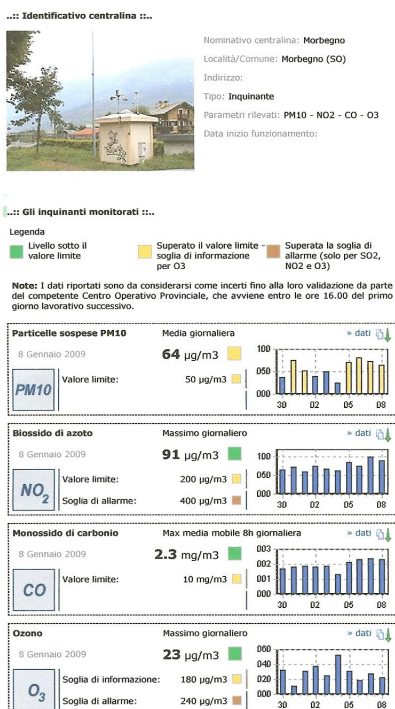 ..:: Identificativo centralina ::..
Nominativo centralina: Morbegno
Località/Comune: Morbegno (SO)
Indirizzo:
Tipo: Inquinante
Parametri rilevati: PM10 - NO2 - CO - O3
Data inizio funzionamento:
..:: Gli inquinanti monitorati ::..
Legenda
Livello sotto il valore limite
Superato il valore limite - soglia di informazione per O3
Superata la soglia di allarme (solo per SO2, NO2 e O3)
Note: I dati riportati sono da considerarsi come incerti fino alla loro validazione da parte
del competente Centro Operativo Provinciale, che avviene entro le ore 16.00 del primo
giorno lavorativo successivo.
Particelle sospese PM10 Media giornaliera » dati
8 Gennaio 2009 64 µg/m3
PM10 Valore limite: 50 µg/m3
100
050
000
30 02 05 08
Biossido di azoto Massimo giornaliero » dati
8 Gennaio 2009 91 µg/m3
NO2 Valore limite: 200 µg/m3
Soglia di allarme: 400 µg/m3
100
050
000
30 02 05 08
Monossido di carbonio Max media mobile 8h giornaliera » dati
8 Gennaio 2009 2.3 mg/m3
CO Valore limite: 10 mg/m3
003
002
001
000
30 02 05 08
Ozono Massimo giornaliero » dati
8 Gennaio 2009 23 µg/m3
O3 Soglia di informazione: 180 µg/m3
Soglia di allarme: 240 µg/m3
060
040
020
000
30 02 05 08